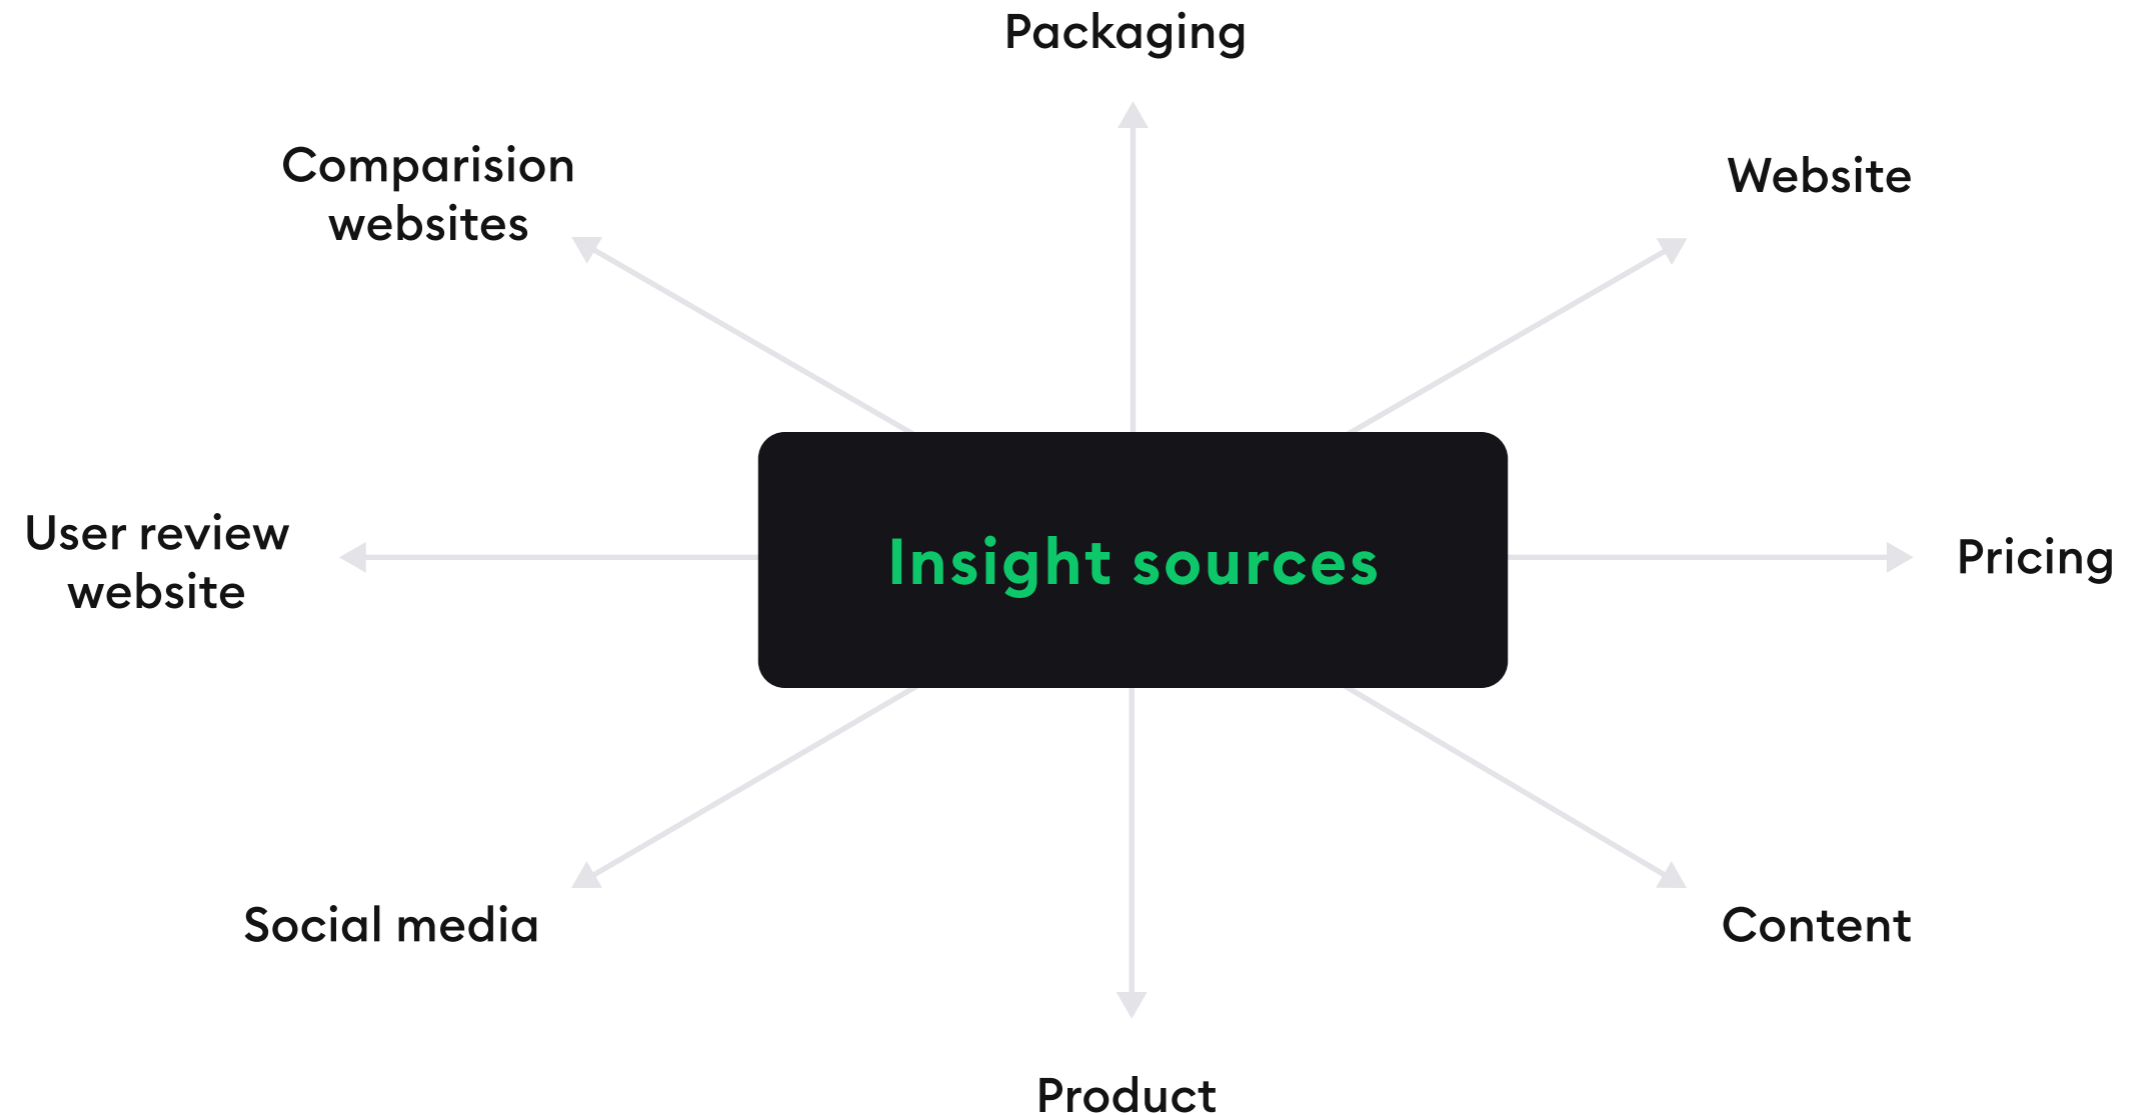 Packaging
Comparision
websites
Website
User review
website
Insight sources
Pricing
Social media
Content
Product